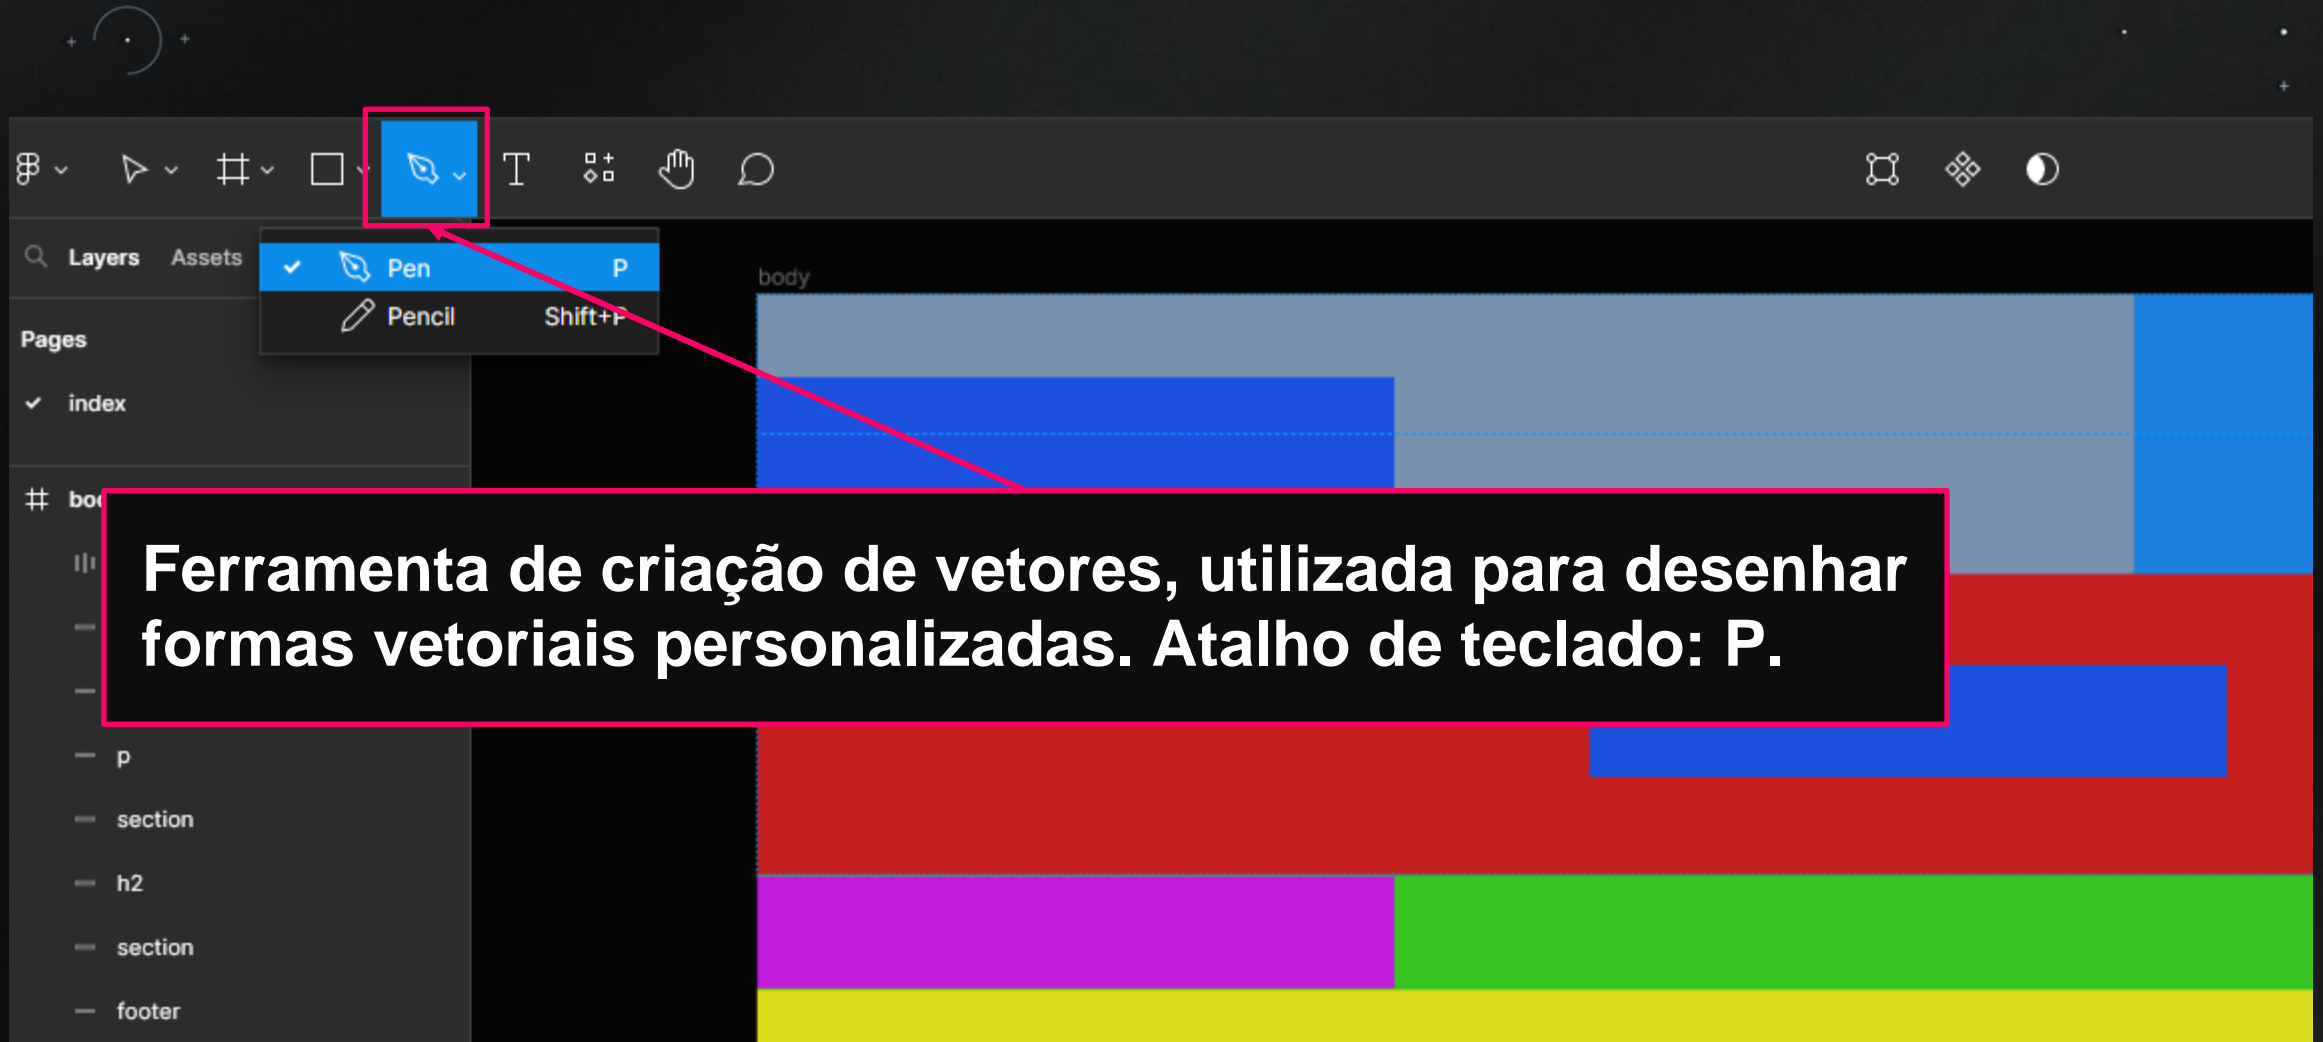 Layers Assets
Pen P
Pencil Shift+P
body
Pages
index
Ferramenta de criação de vetores, utilizada para desenhar
formas vetoriais personalizadas. Atalho de teclado: P.
p
section
h2
section
footer